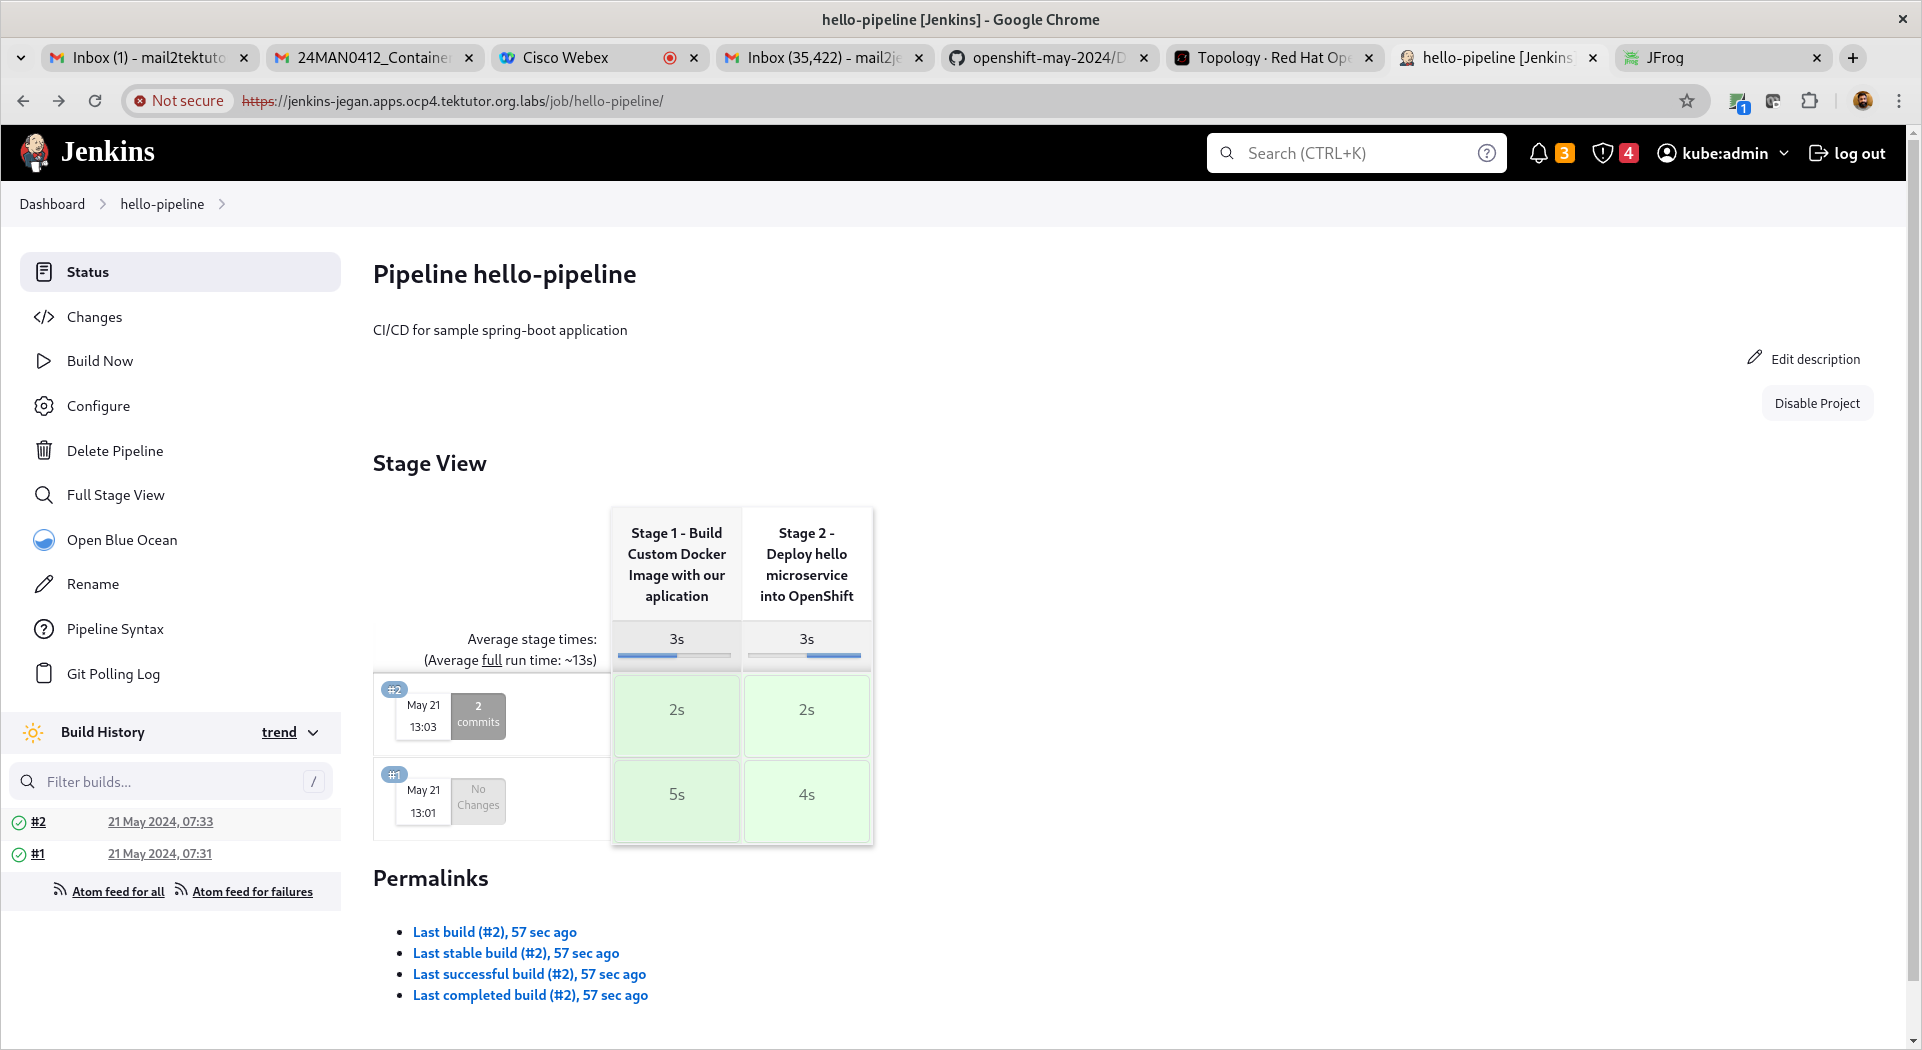 hello-pipeline [Jenkins] - Google Chrome
Inbox (1) - mail2tektuto
24MAN0412_Container
Cisco Webex
Inbox (35,422) - mail2je
openshift-may-2024/D
Topology · Red Hat Ope
hello-pipeline [Jenkins]
JFrog
Not secure
https://jenkins-jegan.apps.ocp4.tektutor.org.labs/job/hello-pipeline/
1
Jenkins
Search (CTRL+K)
?
3
4
kube:admin
log out
Dashboard
hello-pipeline
Status
Changes
Build Now
Configure
Delete Pipeline
Full Stage View
Open Blue Ocean
Rename
Pipeline Syntax
Git Polling Log
Build History
trend
Filter builds...
/
#2
21 May 2024, 07:33
#1
21 May 2024, 07:31
Atom feed for all
Atom feed for failures
Pipeline hello-pipeline
CI/CD for sample spring-boot application
Edit description
Disable Project
Stage View
Stage 1 - Build
Custom Docker
Image with our
aplication
Stage 2 -
Deploy hello
microservice
into OpenShift
Average stage times:
(Average full run time: ~13s)
3s
3s
#2
May 21
13:03
2
commits
2s
2s
#1
May 21
13:01
No
Changes
5s
4s
Permalinks
Last build (#2), 57 sec ago
Last stable build (#2), 57 sec ago
Last successful build (#2), 57 sec ago
Last completed build (#2), 57 sec ago